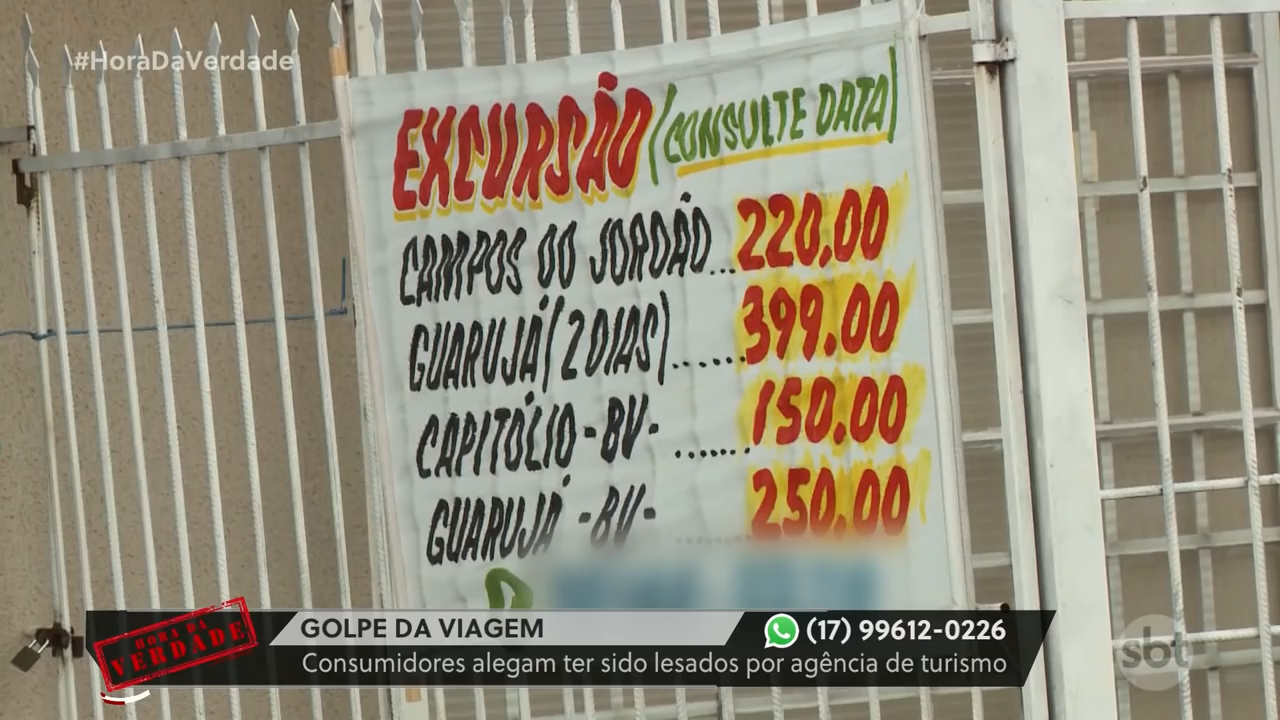 #HoraDaVerdade
EXCURSÃO (CONSULTE DATA)
CAMPOS DO JORDÃO...220,00
GUARUJÁ (2 DIAS)......399.00
CAPITÓLIO -BV- ......150.00
GUARUJÁ -BV- ........250.00
HORA DA
VERDADE
GOLPE DA VIAGEM
(17) 99612-0226
Consumidores alegam ter sido lesados por agência de turismo
sbt